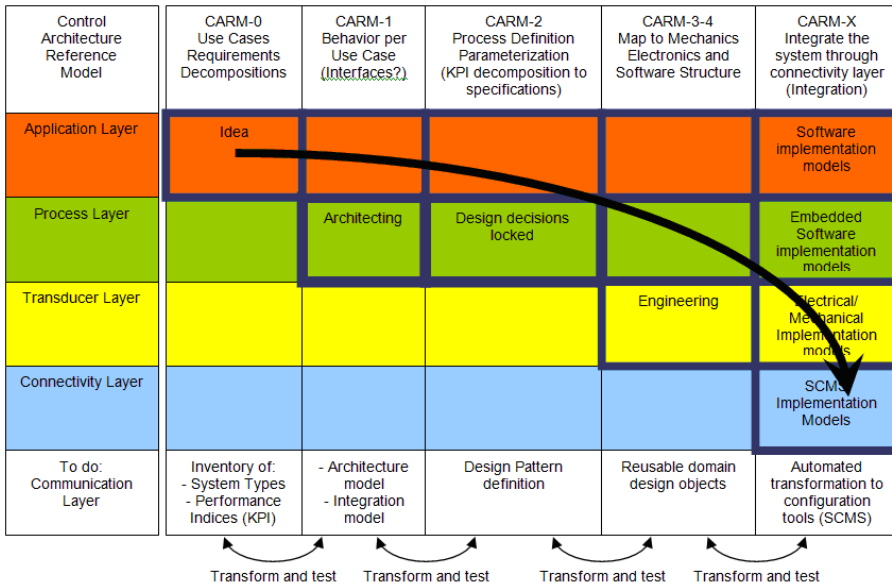 Control
Architecture
Reference
Model
CARM-0
Use Cases
Requirements
Decompositions
CARM-1
Behavior per
Use Case
(Interfaces?)
CARM-2
Process Definition
Parameterization
(KPI decomposition to
specifications)
CARM-3-4
Map to Mechanics
Electronics and
Software Structure
CARM-X
Integrate the
system through
connectivity layer
(Integration)
Application Layer
Idea
Software
implementation
models
Process Layer
Architecting
Design decisions
locked
Embedded
Software
implementation
models
Transducer Layer
Engineering
Electrical/
Mechanical
Implementation
models
Connectivity Layer
SCMS
Implementation
Models
To do:
Communication
Layer
Inventory of:
- System Types
- Performance
Indices (KPI)
- Architecture
model
- Integration
model
Design Pattern
definition
Reusable domain
design objects
Automated
transformation to
configuration
tools (SCMS)
Transform and test
Transform and test
Transform and test
Transform and test